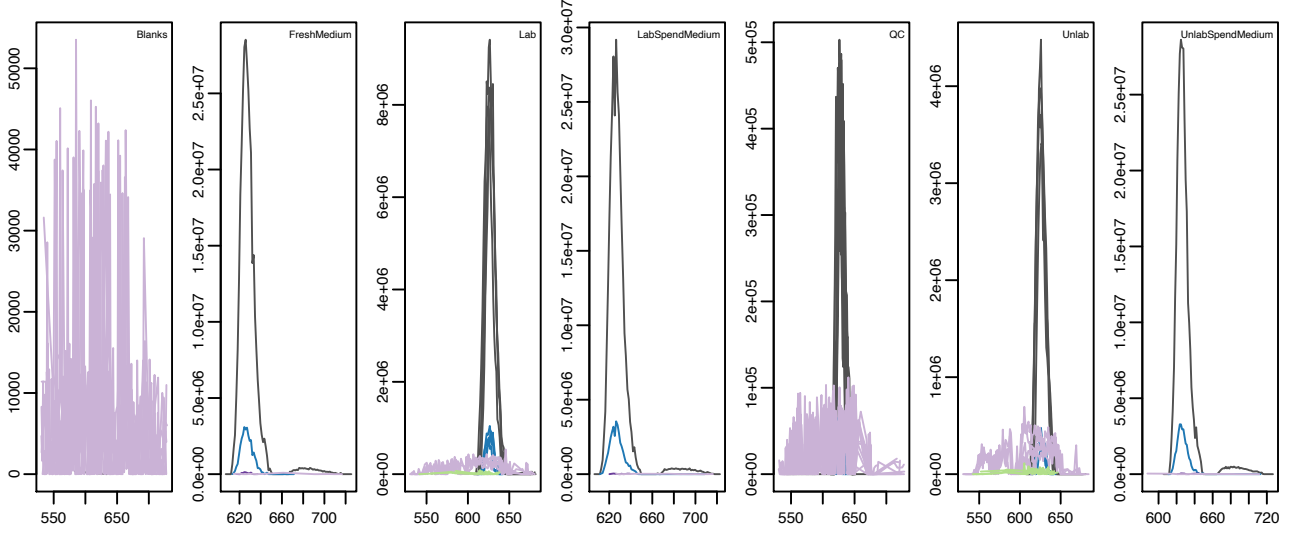 Blanks
50000
40000
30000
20000
10000
0
550
650
FreshMedium
2.5e+07
2.0e+07
1.5e+07
1.0e+07
5.0e+06
0.0e+00
620
660
700
Lab
8e+06
6e+06
4e+06
2e+06
0e+00
550
600
650
LabSpendMedium
3.0e+07
2.5e+07
2.0e+07
1.5e+07
1.0e+07
5.0e+06
0.0e+00
620
660
700
QC
5e+05
4e+05
3e+05
2e+05
1e+05
0e+00
550
650
Unlab
4e+06
3e+06
2e+06
1e+06
0e+00
550
600
650
UnlabSpendMedium
2.5e+07
2.0e+07
1.5e+07
1.0e+07
5.0e+06
0.0e+00
600
660
720